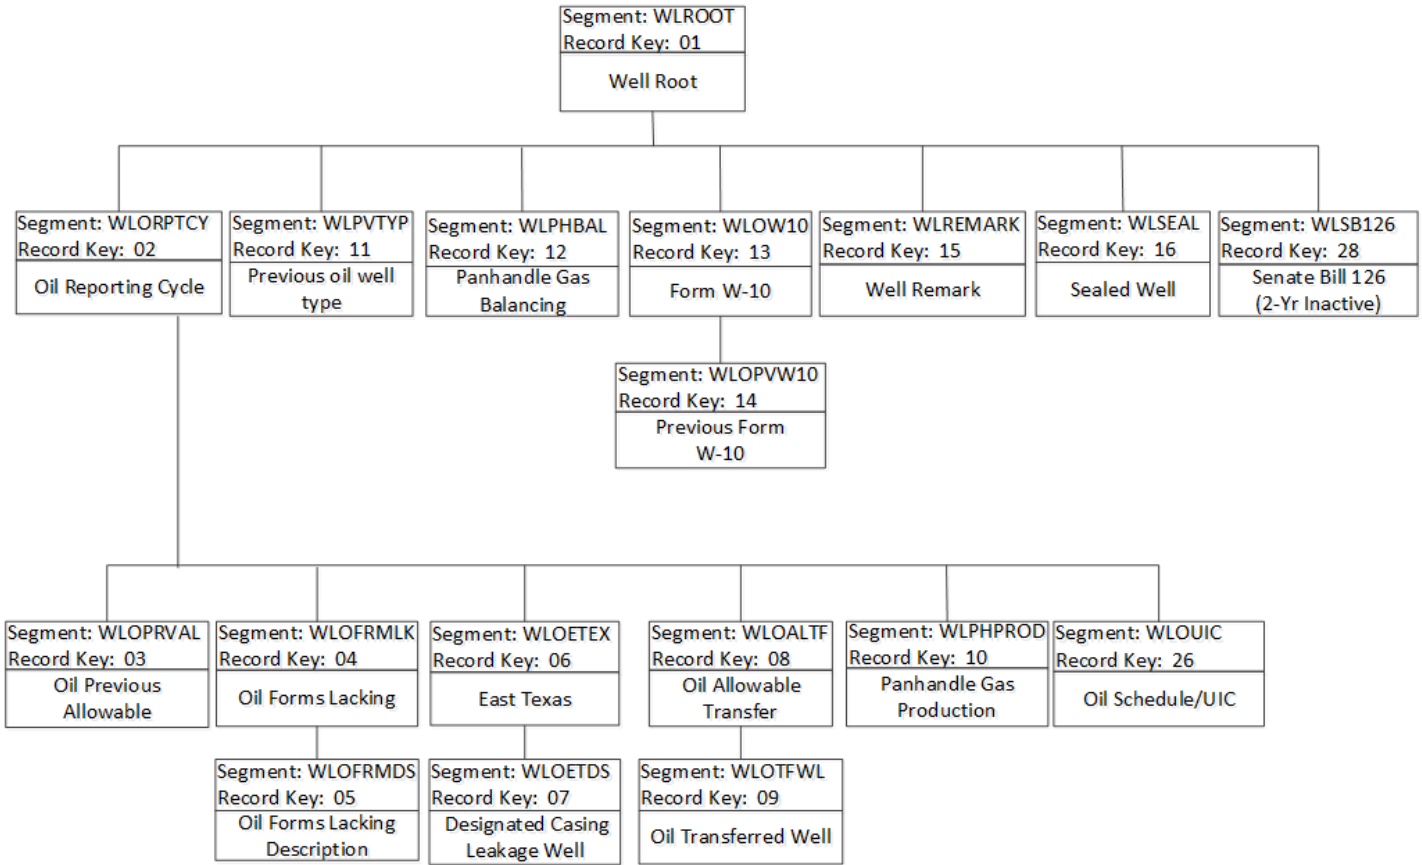 Segment: WLROOT
Record Key: 01
Well Root
Segment: WLORPTCY
Record Key: 02
Oil Reporting Cycle
Segment: WLPVTYP
Record Key: 11
Previous oil well
type
Segment: WLPHBAL
Record Key: 12
Panhandle Gas
Balancing
Segment: WLOW10
Record Key: 13
Form W-10
Segment: WLREMARK
Record Key: 15
Well Remark
Segment: WLSEAL
Record Key: 16
Sealed Well
Segment: WLSB126
Record Key: 28
Senate Bill 126
(2-Yr Inactive)
Segment: WLOPVW10
Record Key: 14
Previous Form
W-10
Segment: WLOPRVAL
Record Key: 03
Oil Previous
Allowable
Segment: WLOFRMLK
Record Key: 04
Oil Forms Lacking
Segment: WLOETEX
Record Key: 06
East Texas
Segment: WLOALTF
Record Key: 08
Oil Allowable
Transfer
Segment: WLPHPROD
Record Key: 10
Panhandle Gas
Production
Segment: WLOUIC
Record Key: 26
Oil Schedule/UIC
Segment: WLOFRMDS
Record Key: 05
Oil Forms Lacking
Description
Segment: WLOETDS
Record Key: 07
Designated Casing
Leakage Well
Segment: WLOTFWL
Record Key: 09
Oil Transferred Well